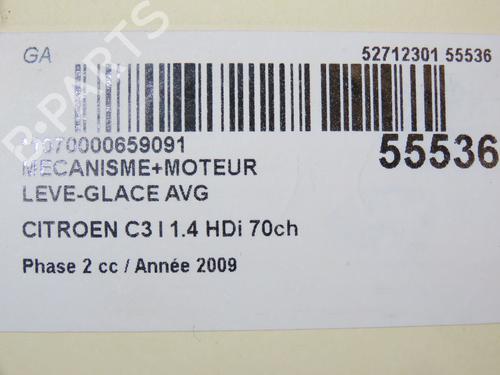 GA
52712301 55536
55536
MECANISME+MOTEUR
LEVE-GLACE AVG
CITROEN C3 I 1.4 HDi 70ch
Phase 2 cc / Année 2009
B-PARTS